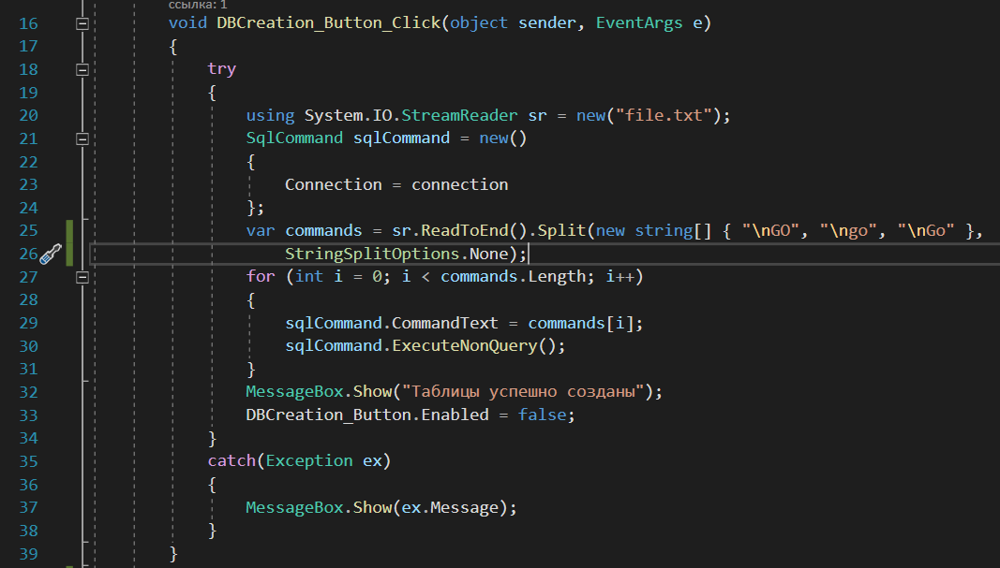 ссылка: 1
16 void DBCreation_Button_Click(object sender, EventArgs e)
17 {
18 try
19 {
20 using System.IO.StreamReader sr = new("file.txt");
21 SqlCommand sqlCommand = new()
22 {
23 Connection = connection
24 };
25 var commands = sr.ReadToEnd().Split(new string[] { "\nGO", "\ngo", "\nGo" },
26 StringSplitOptions.None);
27 for (int i = 0; i < commands.Length; i++)
28 {
29 sqlCommand.CommandText = commands[i];
30 sqlCommand.ExecuteNonQuery();
31 }
32 MessageBox.Show("Таблицы успешно созданы");
33 DBCreation_Button.Enabled = false;
34 }
35 catch(Exception ex)
36 {
37 MessageBox.Show(ex.Message);
38 }
39 }